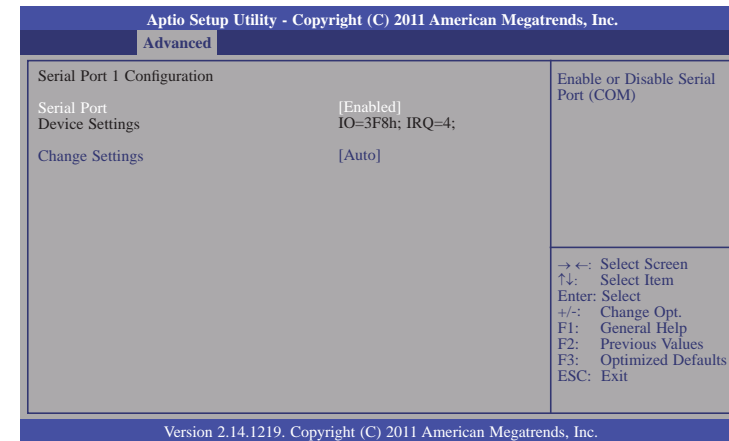 Aptio Setup Utility - Copyright (C) 2011 American Megatrends, Inc.
Advanced
Serial Port 1 Configuration
Serial Port [Enabled]
Device Settings IO=3F8h; IRQ=4;
Change Settings [Auto]
Enable or Disable Serial
Port (COM)
→ ←: Select Screen
↑↓: Select Item
Enter: Select
+/-: Change Opt.
F1: General Help
F2: Previous Values
F3: Optimized Defaults
ESC: Exit
Version 2.14.1219. Copyright (C) 2011 American Megatrends, Inc.